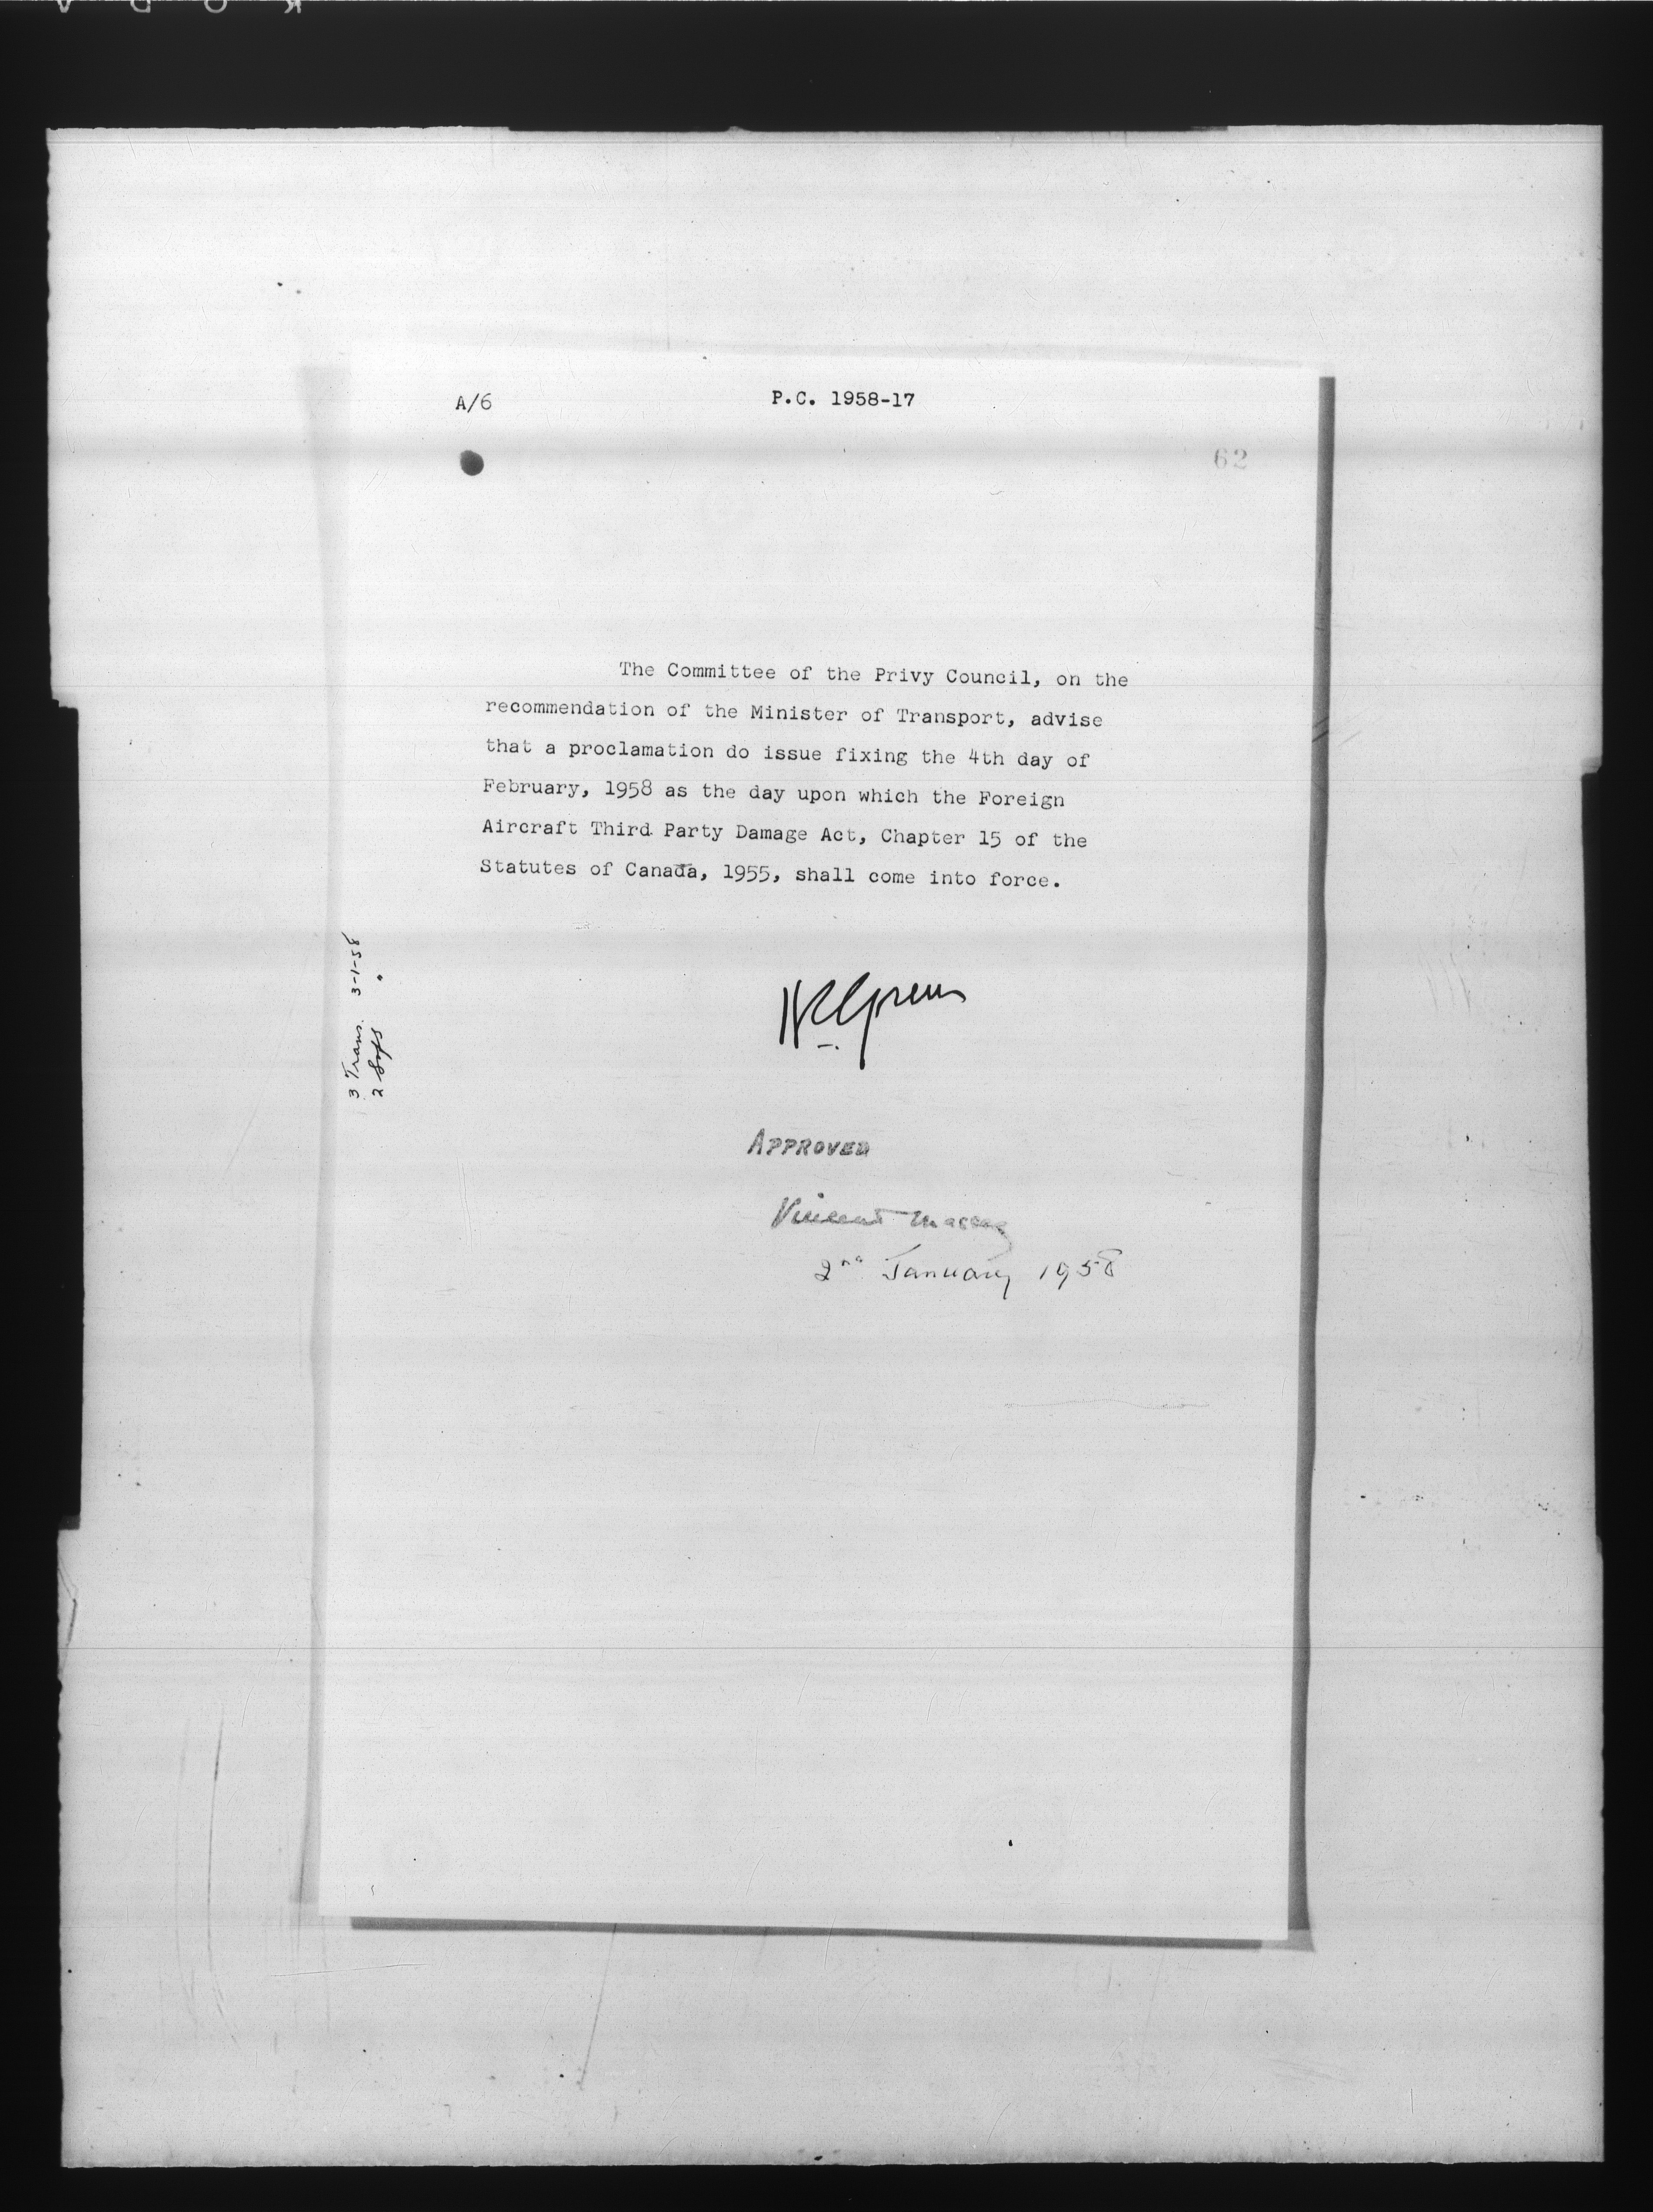 A/6
P.C. 1958-17
62
The Committee of the Privy Council, on the
recommendation of the Minister of Transport, advise
that a proclamation do issue fixing the 4th day of
February, 1958 as the day upon which the Foreign
Aircraft Third Party Damage Act, Chapter 15 of the
Statutes of Canada, 1955, shall come into force.
3 Trans. 3-1-58
2
HCGreen
APPROVED
Vincent Massey
2nd January 1958